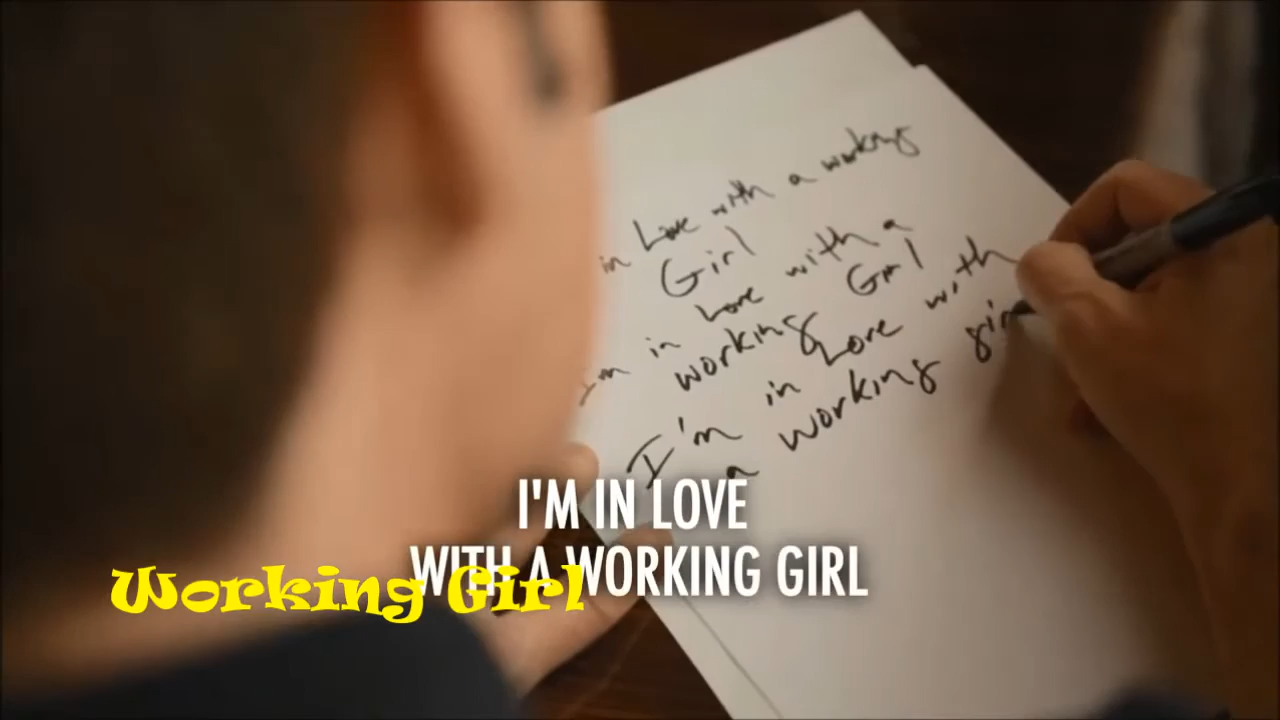 in Love with a working
Girl
I'm in Love with a
working Girl
I'm in Love with
a working gir
I'M IN LOVE
WITH A WORKING GIRL
Working Girl